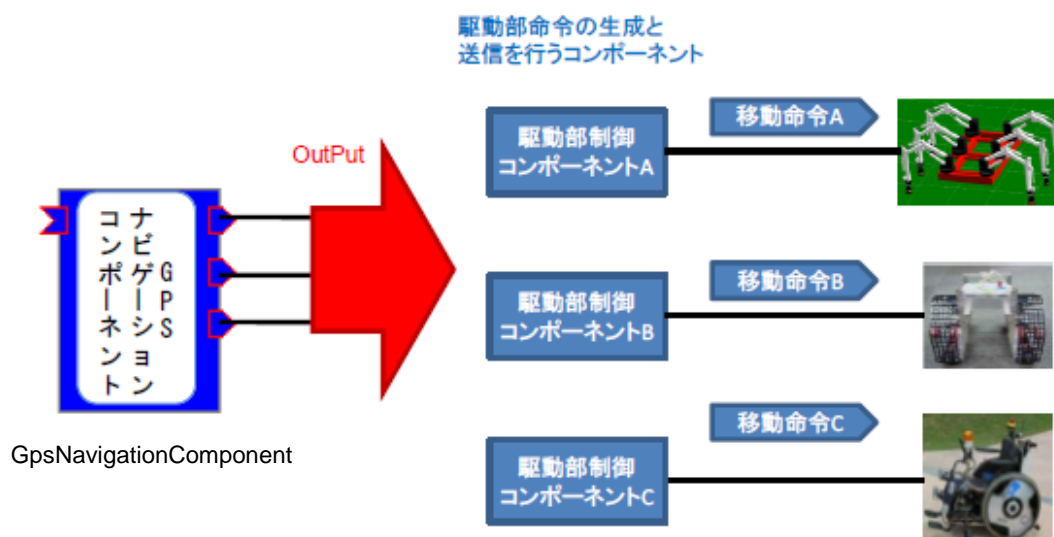 駆動部命令の生成と
送信を行うコンポーネント
OutPut
GPS
ナビゲーション
コンポーネント
GpsNavigationComponent
駆動部制御
コンポーネントA
移動命令A
駆動部制御
コンポーネントB
移動命令B
駆動部制御
コンポーネントC
移動命令C